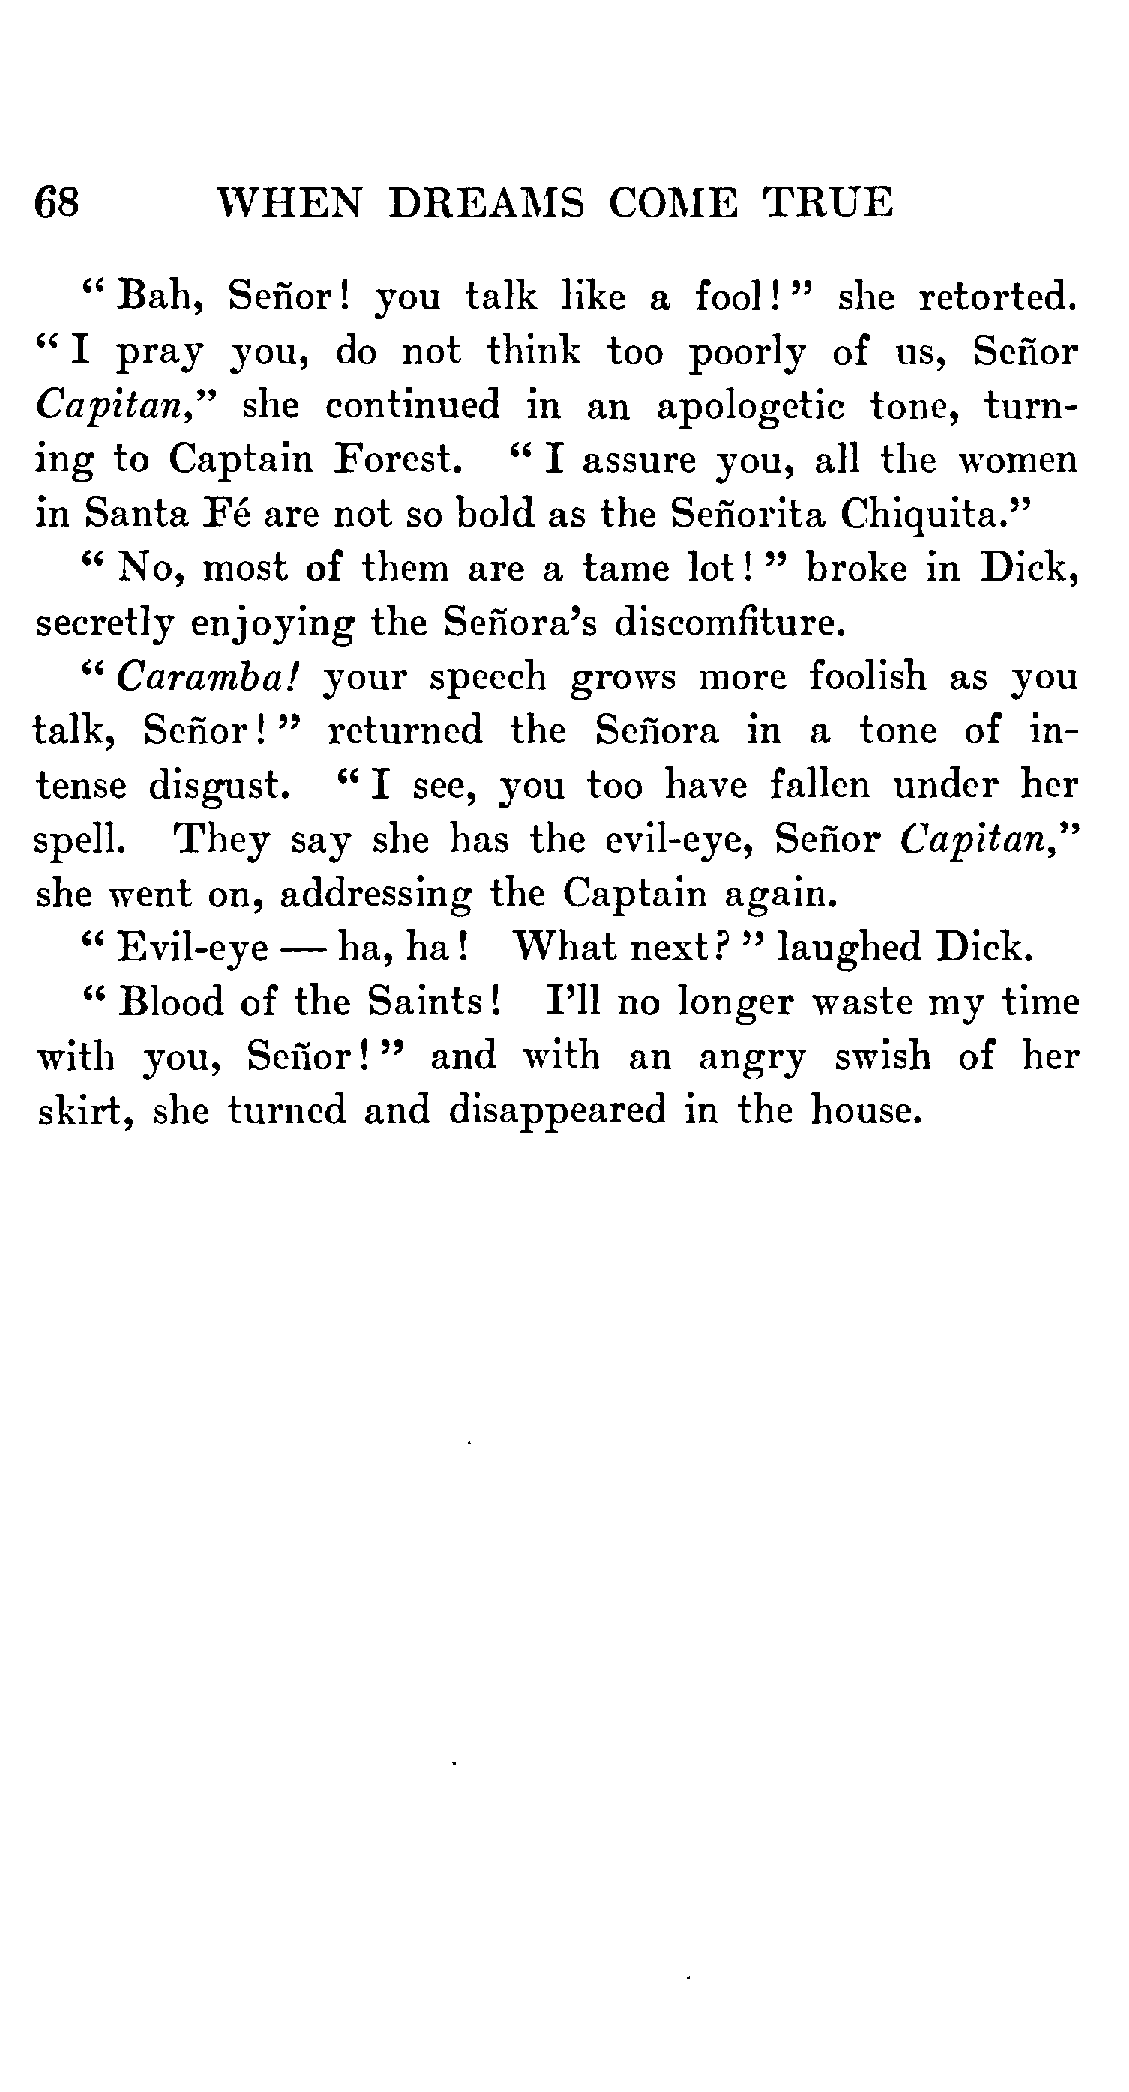 68 WHEN DREAMS COME TRUE
“ Bah, Señor! you talk like a fool! ” she retorted.
“ I pray you, do not think too poorly of us, Señor
Capitan,” she continued in an apologetic tone, turn-
ing to Captain Forest. “ I assure you, all the women
in Santa Fé are not so bold as the Señorita Chiquita.”
“ No, most of them are a tame lot! ” broke in Dick,
secretly enjoying the Señora’s discomfiture.
“ Caramba! your speech grows more foolish as you
talk, Señor! ” returned the Señora in a tone of in-
tense disgust. “ I see, you too have fallen under her
spell. They say she has the evil-eye, Señor Capitan,”
she went on, addressing the Captain again.
“ Evil-eye — ha, ha! What next? ” laughed Dick.
“ Blood of the Saints! I’ll no longer waste my time
with you, Señor! ” and with an angry swish of her
skirt, she turned and disappeared in the house.